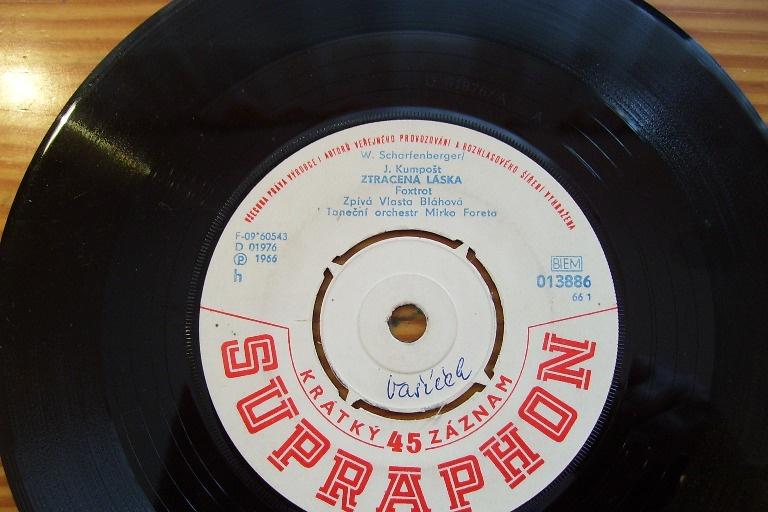 VŠECHNA PRÁVA VÝROBCE I AUTORŮ VEŘEJNÉHO PROVOZOVÁNÍ A ROZHLASOVÉHO ŠÍŘENÍ VYHRAZENA
W. Scharfenberger/
J. Kumpošt
ZTRACENÁ LÁSKA
Foxtrot
Zpívá Vlasta Bláhová
Taneční orchestr Mirko Foreta
F-09*60543
D 01976
Ⓟ 1966
h
BIEM
013886
66 1
KRÁTKÝ 45 ZÁZNAM
SUPRAPHON